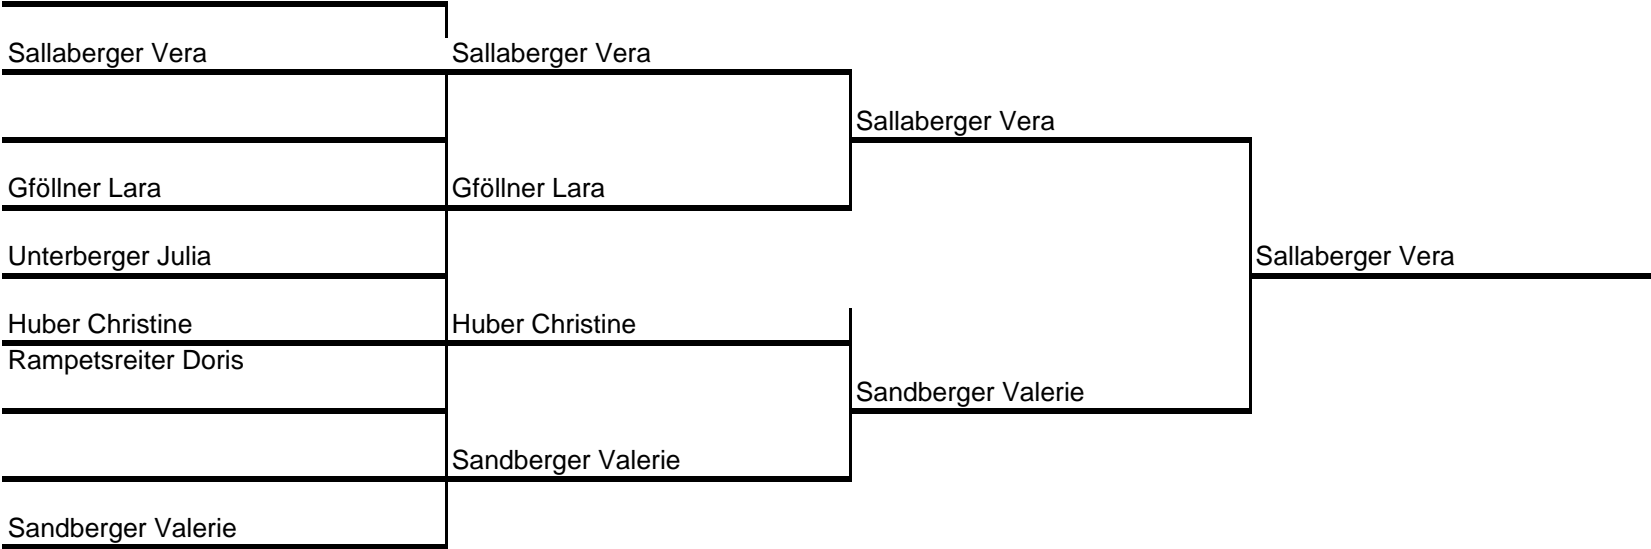 Sallaberger Vera
Sallaberger Vera
Sallaberger Vera
Gföllner Lara
Gföllner Lara
Unterberger Julia
Sallaberger Vera
Huber Christine
Huber Christine
Rampetsreiter Doris
Sandberger Valerie
Sandberger Valerie
Sandberger Valerie